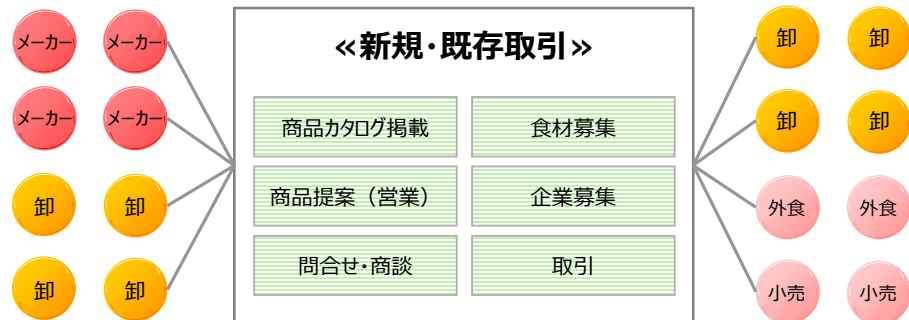 メーカー メーカー
メーカー メーカー
卸 卸
卸 卸
≪新規・既存取引≫
商品カタログ掲載 食材募集
商品提案（営業） 企業募集
問合せ・商談 取引
卸 卸
卸 卸
外食 外食
小売 小売